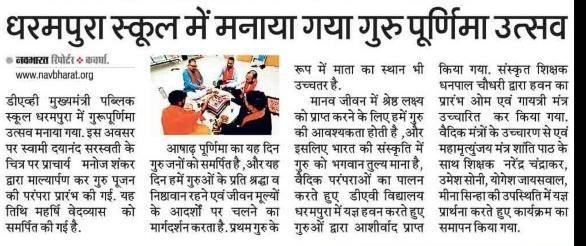 धरमपुरा स्कूल में मनाया गया गुरु पूर्णिमा उत्सव
नवभारत रिपोर्टर कवर्धा.
www.navbharat.org
डीएव्ही मुख्यमंत्री पब्लिक
स्कूल धरमपुरा में गुरूपूर्णिमा
उत्सव मनाया गया. इस अवसर
पर स्वामी दयानंद सरस्वती के
चित्र पर प्राचार्य मनोज शंकर
द्वारा माल्यार्पण कर गुरु पूजन
की परंपरा प्रारंभ की गई. यह
तिथि महर्षि वेदव्यास को
समर्पित की गई है.
आषाढ़ पूर्णिमा का यह दिन
गुरुजनों को समर्पित है ,और यह
दिन हमें गुरुओं के प्रति श्रद्धा व
निष्ठावान रहने एवं जीवन मूल्यों
के आदर्शों पर चलने का
मार्गदर्शन करता है. प्रथम गुरु के
रूप में माता का स्थान भी
उच्चतर है.
मानव जीवन में श्रेष्ठ लक्ष्य
को प्राप्त करने के लिए हमें गुरु
की आवश्यकता होती है ,और
इसलिए भारत की संस्कृति में
गुरु को भगवान तुल्य माना है,
वैदिक परंपराओं का पालन
करते हुए डीएवी विद्यालय
धरमपुरा में यज्ञ हवन करते हुए
गुरुओं द्वारा आशीर्वाद प्राप्त
किया गया. संस्कृत शिक्षक
धनपाल चौधरी द्वारा हवन का
प्रारंभ ओम एवं गायत्री मंत्र
उच्चारित कर किया गया.
वैदिक मंत्रों के उच्चारण से एवं
महामृत्युंजय मंत्र शांति पाठ के
साथ शिक्षक नरेंद्र चंद्राकर,
उमेश सोनी, योगेश जायसवाल,
मीना सिन्हा की उपस्थिति में यज्ञ
प्रार्थना करते हुए कार्यक्रम का
समापन किया गया.